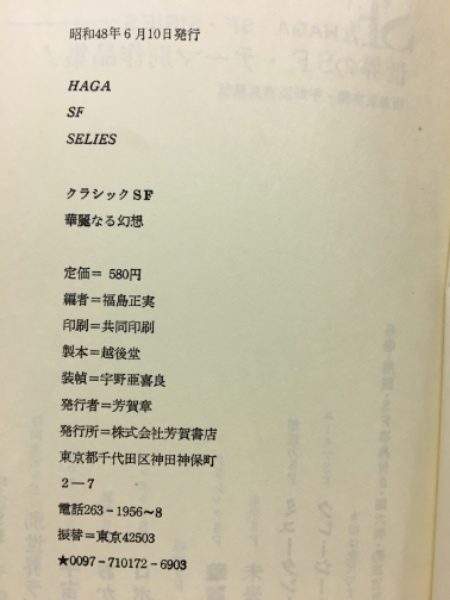 昭和48年6月10日発行
HAGA
SF
SELIES
クラシックSF
華麗なる幻想
定価＝580円
編者＝福島正実
印刷＝共同印刷
製本＝越後堂
装幀＝宇野亜喜良
発行者＝芳賀章
発行所＝株式会社芳賀書店
東京都千代田区神田神保町
2－7
電話263－1956～8
振替＝東京42503
★0097－710172－6903